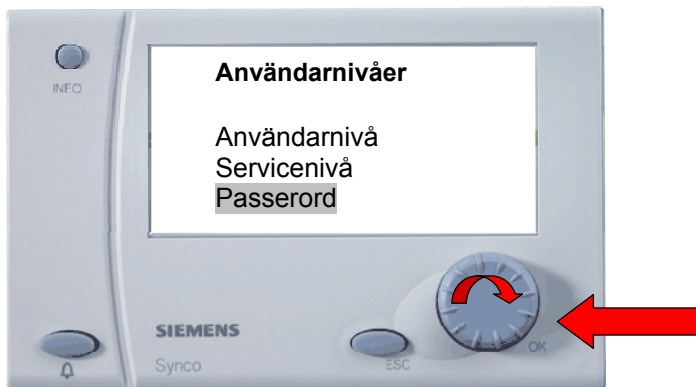 INFO
Användarnivåer
Användarnivå
Servicenivå
Passerord
SIEMENS
Synco
ESC
OK